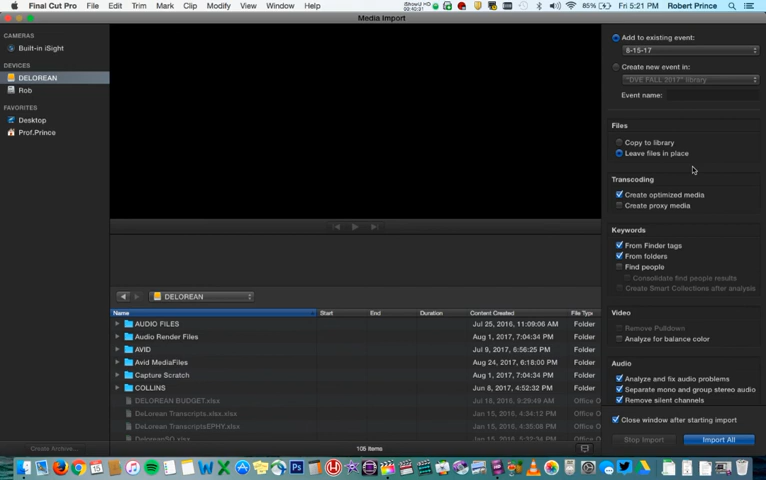 Final Cut Pro File Edit Trim Mark Clip Modify View Window Help 85% Fri 5:21 PM Robert Prince
Media Import
CAMERAS
Built-in iSight
DEVICES
DELOREAN
Rob
FAVORITES
Desktop
Prof.Prince
Add to existing event:
8-15-17
Create new event in:
"DVE FALL 2017" library
Event name:
Files
Copy to library
Leave files in place
Transcoding
Create optimized media
Create proxy media
Keywords
From Finder tags
From folders
Find people
Consolidate find people results
Create Smart Collections after analysis
Video
Remove Pulldown
Analyze for balance color
Audio
Analyze and fix audio problems
Separate mono and group stereo audio
Remove silent channels
Close window after starting import
Stop Import Import All
DELOREAN
Name Start End Duration Content Created File Type
AUDIO FILES Jul 25, 2016, 11:09:06 AM Folder
Audio Render Files Aug 1, 2017, 7:04:34 PM Folder
AVID Jul 9, 2017, 6:56:25 PM Folder
Avid MediaFiles Aug 24, 2017, 6:18:00 PM Folder
Capture Scratch Aug 1, 2017, 7:04:34 PM Folder
COLLINS Jun 8, 2017, 4:52:32 PM Folder
DELOREAN BUDGET.xlsx Jul 18, 2016, 9:29:49 AM Office O
DeLorean Transcripts.xlsx Jan 15, 2016, 4:34:12 PM Office O
DeLorean TranscriptsEPHY.xlsx Jan 15, 2016, 4:35:08 PM Office O
Create Archive... 105 items